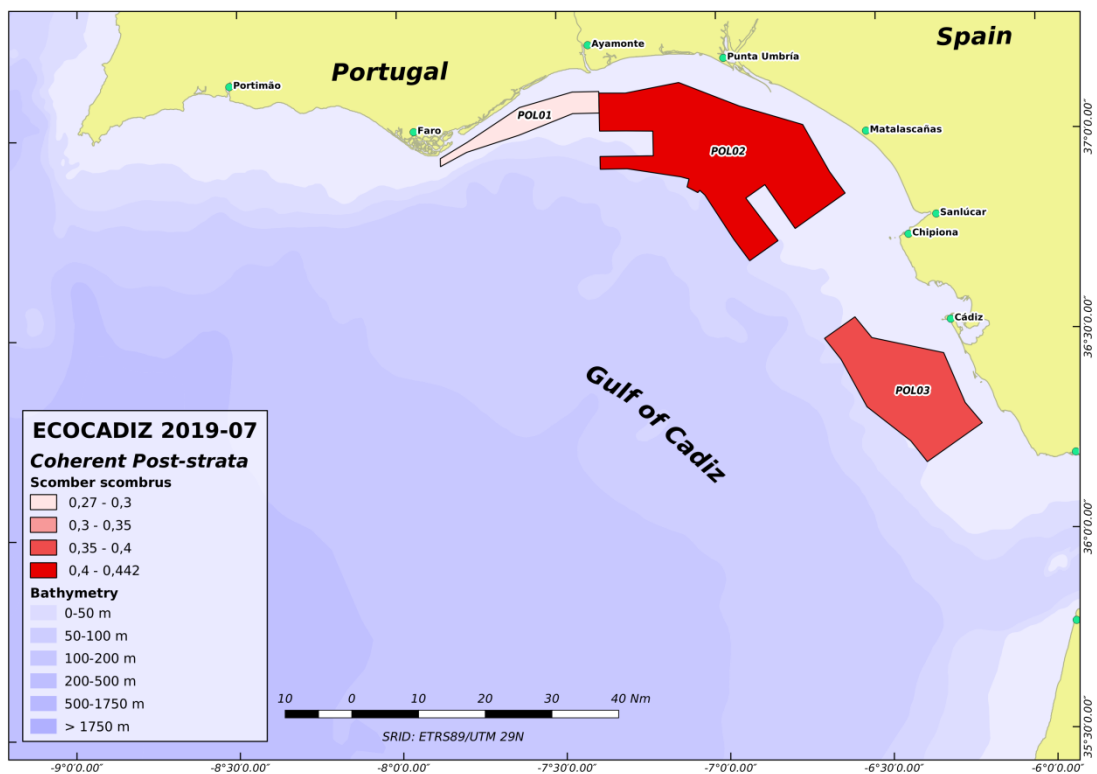 Spain
Ayamonte
Punta Umbría
Portugal
Portimão
POL01
Faro
Matalascañas
37°0'0.00"
POL02
Sanlúcar
Chipiona
Cádiz
36°30'0.00"
POL03
Gulf of Cadiz
ECOCADIZ 2019-07
Coherent Post-strata
Scomber scombrus
0,27 - 0,3
0,3 - 0,35
0,35 - 0,4
0,4 - 0,442
Bathymetry
0-50 m
50-100 m
100-200 m
200-500 m
500-1750 m
> 1750 m
36°0'0.00"
10 0 10 20 30 40 Nm
SRID: ETRS89/UTM 29N
35°30'0.00"
-9°0'0.00" -8°30'0.00" -8°0'0.00" -7°30'0.00" -7°0'0.00" -6°30'0.00" -6°0'0.00"